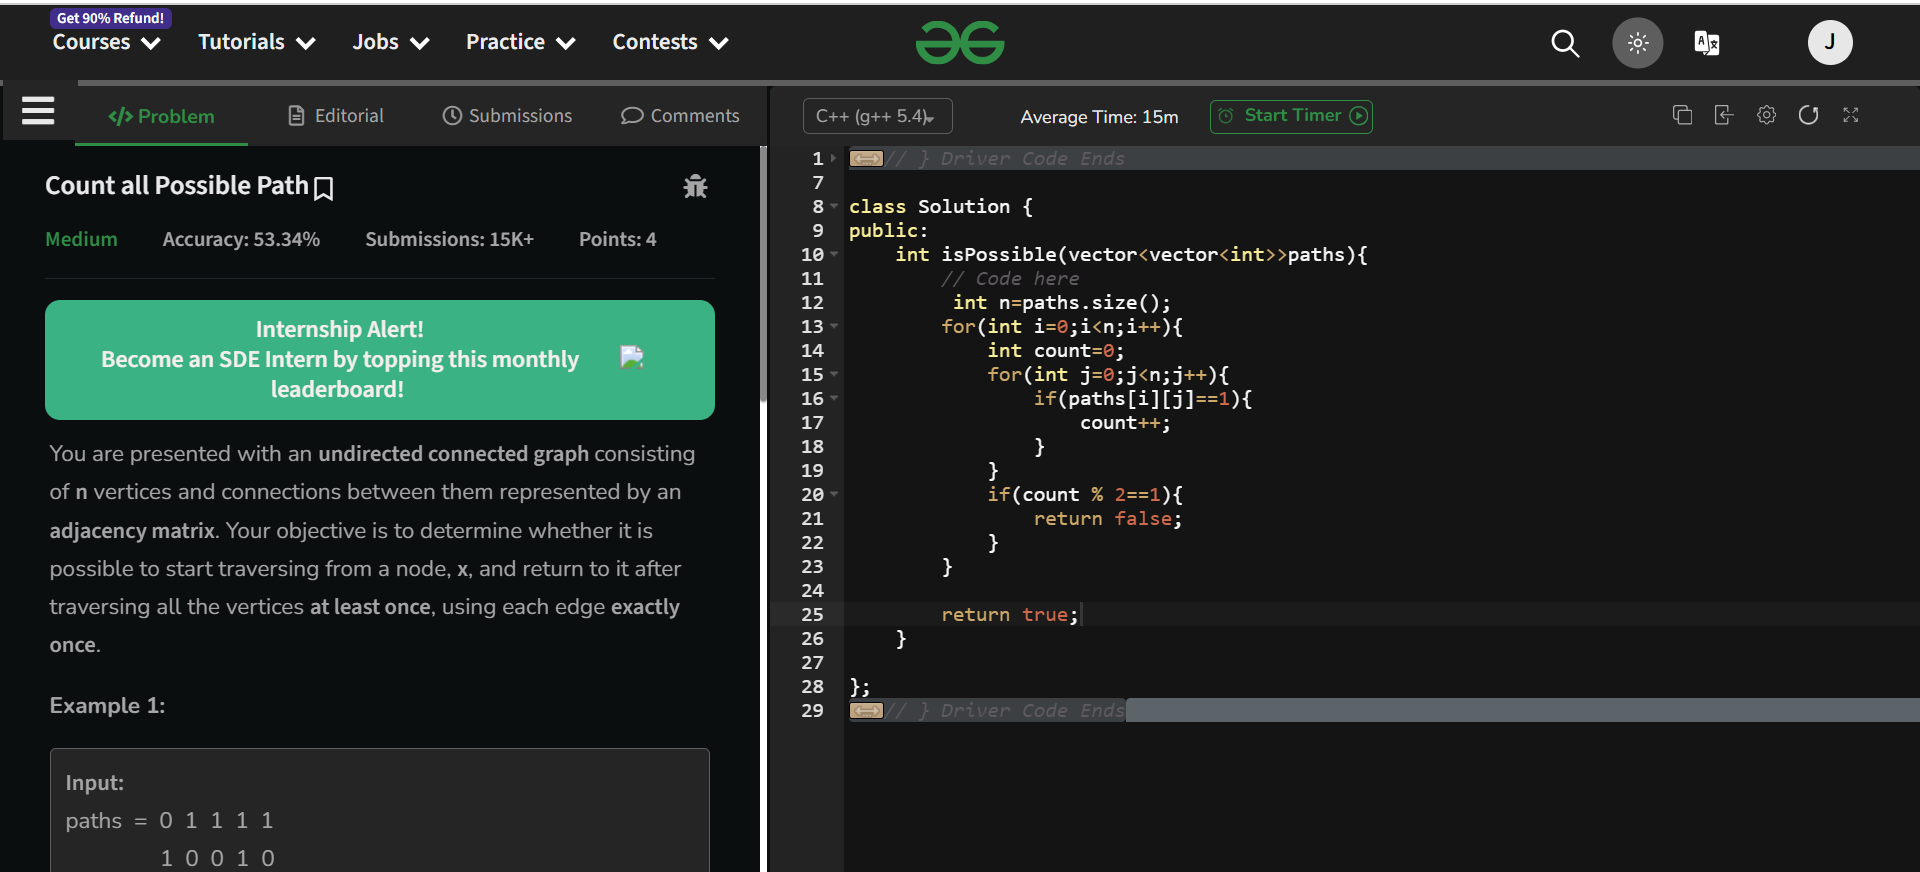 Get 90% Refund!
Courses Tutorials Jobs Practice Contests
J
Problem Editorial Submissions Comments
Count all Possible Path
Medium Accuracy: 53.34% Submissions: 15K+ Points: 4
Internship Alert!
Become an SDE Intern by topping this monthly
leaderboard!
You are presented with an undirected connected graph consisting
of n vertices and connections between them represented by an
adjacency matrix. Your objective is to determine whether it is
possible to start traversing from a node, x, and return to it after
traversing all the vertices at least once, using each edge exactly
once.
Example 1:
Input:
paths = 0 1 1 1 1
1 0 0 1 0
C++ (g++ 5.4) Average Time: 15m Start Timer
1 // } Driver Code Ends
7
8 class Solution {
9 public:
10 int isPossible(vector<vector<int>>paths){
11 // Code here
12 int n=paths.size();
13 for(int i=0;i<n;i++){
14 int count=0;
15 for(int j=0;j<n;j++){
16 if(paths[i][j]==1){
17 count++;
18 }
19 }
20 if(count % 2==1){
21 return false;
22 }
23 }
24
25 return true;
26 }
27
28 };
29 // } Driver Code Ends